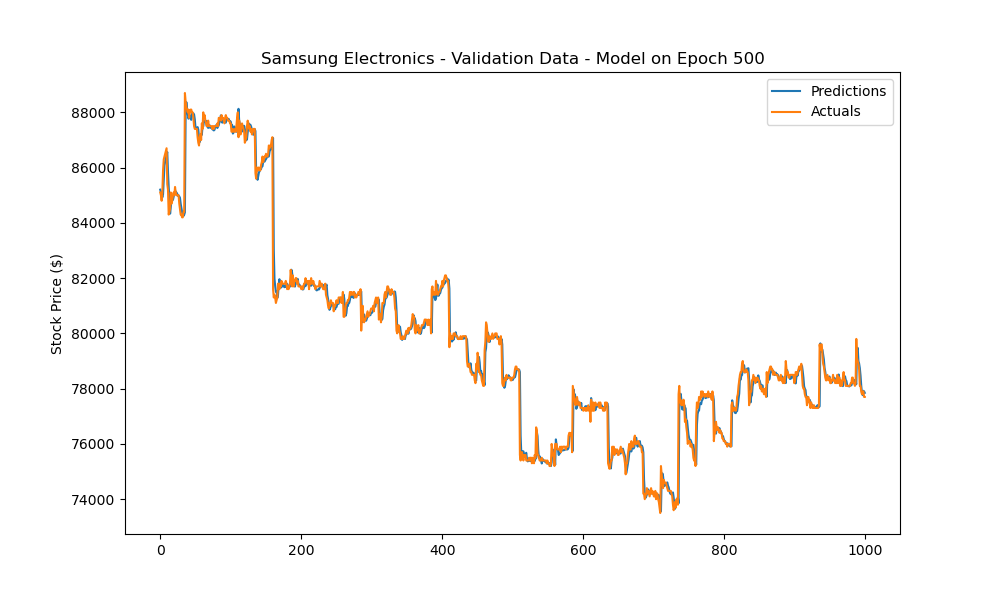 Samsung Electronics - Validation Data - Model on Epoch 500
Predictions
Actuals
Stock Price ($)
88000
86000
84000
82000
80000
78000
76000
74000
0 200 400 600 800 1000